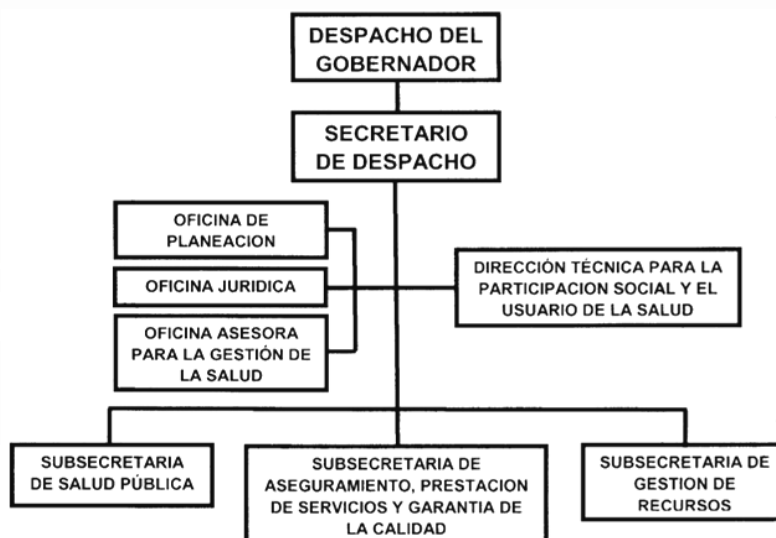 DESPACHO DEL
GOBERNADOR
SECRETARIO
DE DESPACHO
OFICINA DE
PLANEACION
OFICINA JURIDICA
OFICINA ASESORA
PARA LA GESTIÓN DE
LA SALUD
DIRECCIÓN TÉCNICA PARA LA
PARTICIPACION SOCIAL Y EL
USUARIO DE LA SALUD
SUBSECRETARIA
DE SALUD PÚBLICA
SUBSECRETARIA DE
ASEGURAMIENTO, PRESTACION
DE SERVICIOS Y GARANTIA DE
LA CALIDAD
SUBSECRETARIA DE
GESTION DE
RECURSOS